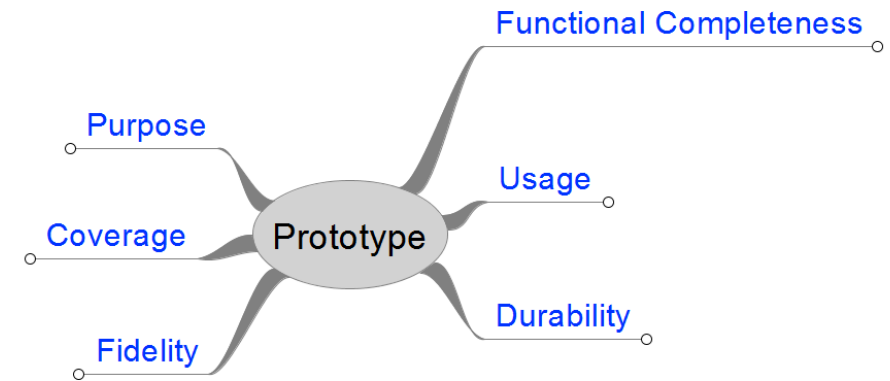 Functional Completeness
Purpose
Usage
Coverage
Prototype
Durability
Fidelity